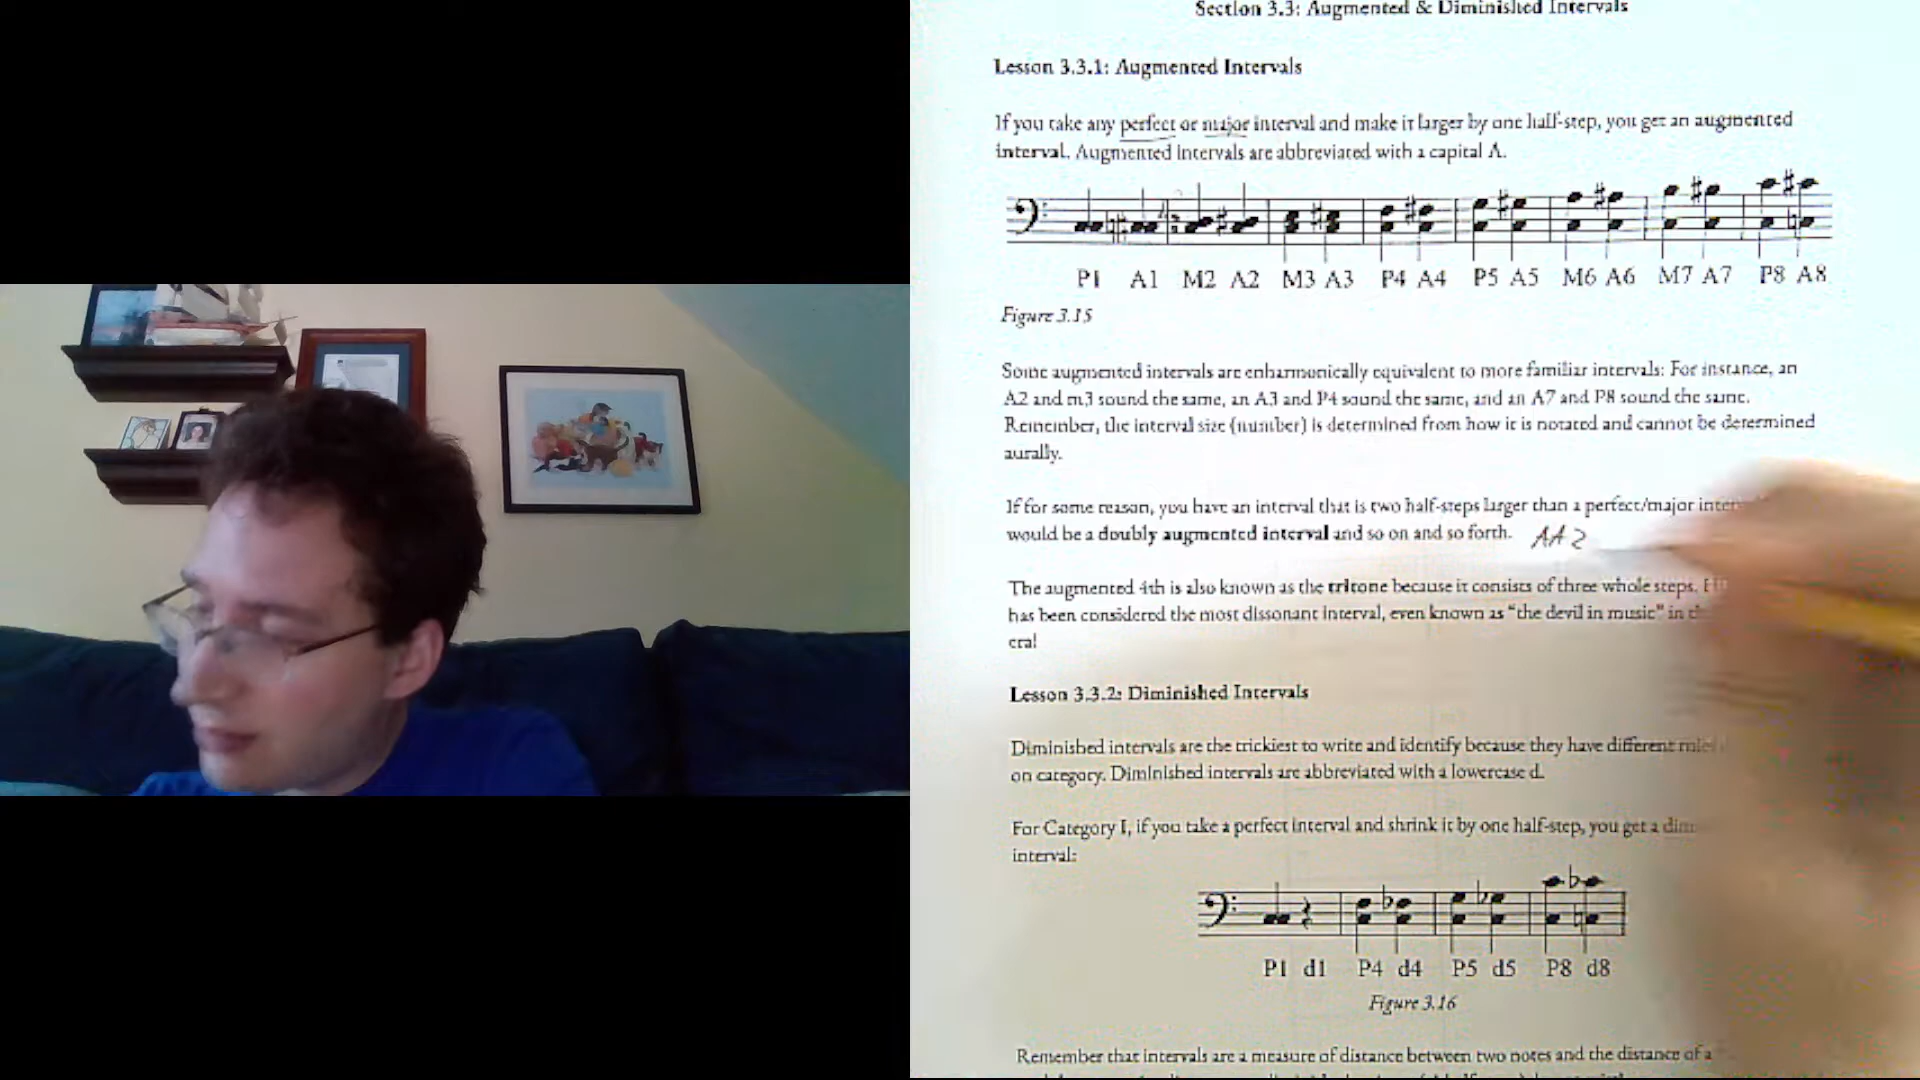 Section 3.3: Augmented & Diminished Intervals
Lesson 3.3.1: Augmented Intervals
If you take any perfect or major interval and make it larger by one half-step, you get an augmented
interval. Augmented intervals are abbreviated with a capital A.
P1 A1 M2 A2 M3 A3 P4 A4 P5 A5 M6 A6 M7 A7 P8 A8
Figure 3.15
Some augmented intervals are enharmonically equivalent to more familiar intervals: For instance, an
A2 and m3 sound the same, an A3 and P4 sound the same, and an A7 and P8 sound the same.
Remember, the interval size (number) is determined from how it is notated and cannot be determined
aurally.
If for some reason, you have an interval that is two half-steps larger than a perfect/major
would be a doubly augmented interval and so on and so forth. AA2
The augmented 4th is also known as the tritone because it consists of three whole steps.
has been considered the most dissonant interval, even known as "the devil in music" in
era!
Lesson 3.3.2: Diminished Intervals
Diminished intervals are the trickiest to write and identify because they have different rules
on category. Diminished intervals are abbreviated with a lowercase d.
For Category I, if you take a perfect interval and shrink it by one half-step, you get a
interval:
P1 d1 P4 d4 P5 d5 P8 d8
Figure 3.16
Remember that intervals are a measure of distance between two notes and the distance of a